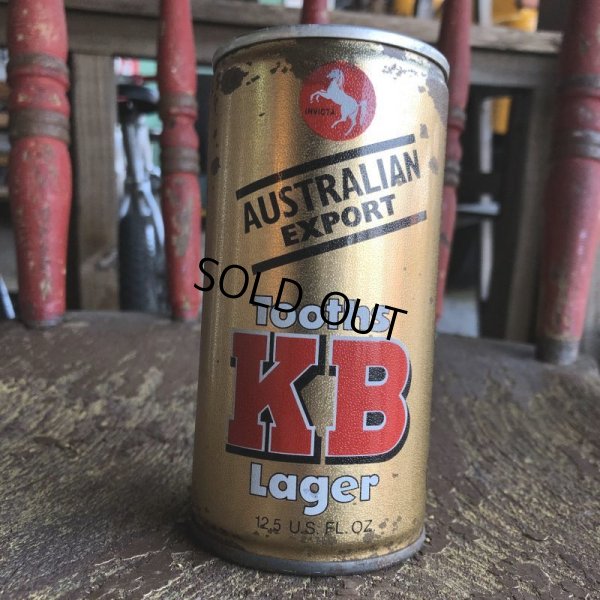 INVICTA
AUSTRALIAN
EXPORT
SOLD OUT
Tooths
KB
Lager
12.5 U.S. FL. OZ.